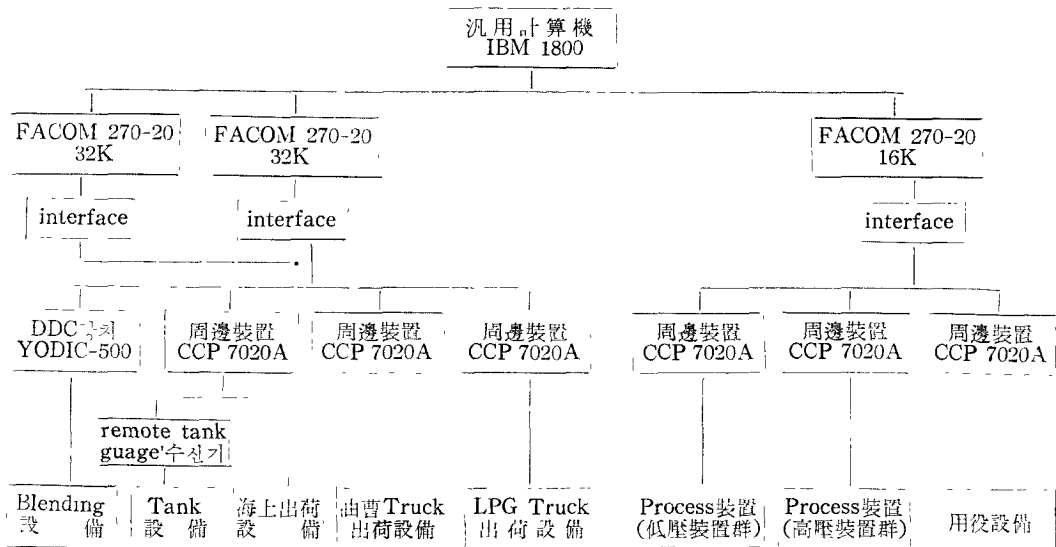 汎用計算機
IBM 1800
FACOM 270-20
32K
FACOM 270-20
32K
FACOM 270-20
16K
interface
interface
interface
DDC장치
YODIC-500
周邊裝置
CCP 7020A
周邊裝置
CCP 7020A
周邊裝置
CCP 7020A
周邊裝置
CCP 7020A
周邊裝置
CCP 7020A
周邊裝置
CCP 7020A
remote tank
guage'수신기
Blending
設備
Tank
設備
海上出荷
設備
油曹Truck
出荷設備
LPG Truck
出荷設備
Process裝置
(低壓裝置群)
Process裝置
(高壓裝置群)
用役設備